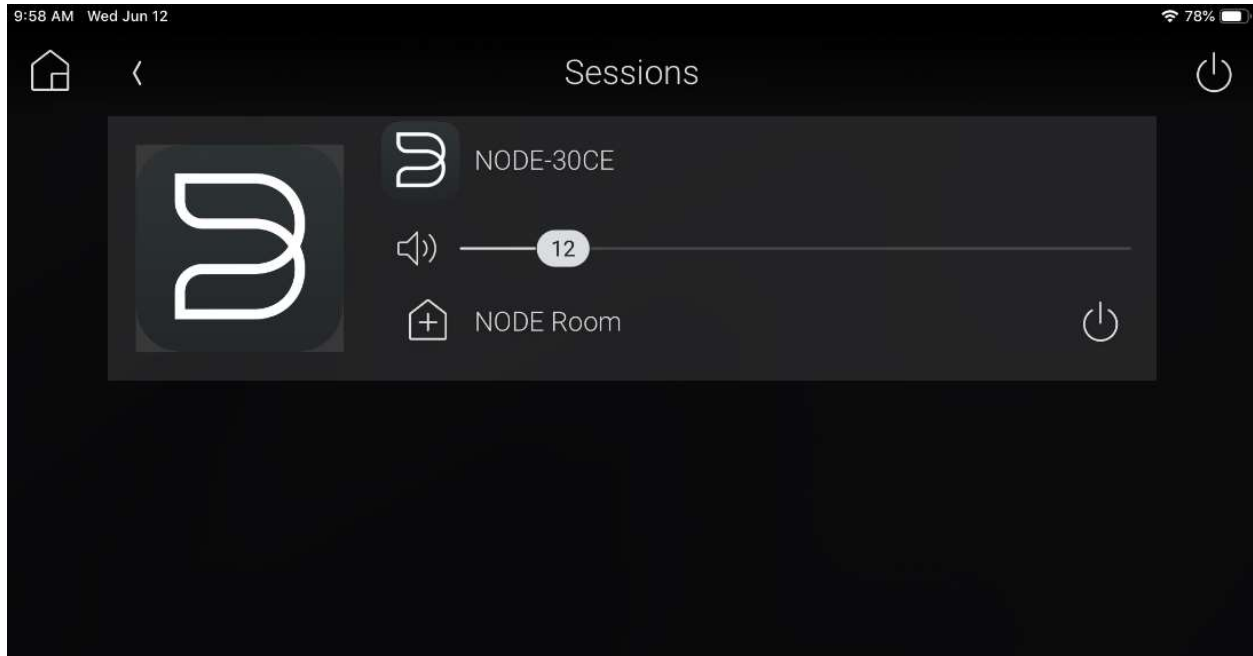 9:58 AM Wed Jun 12
78%
Sessions
NODE-30CE
12
NODE Room